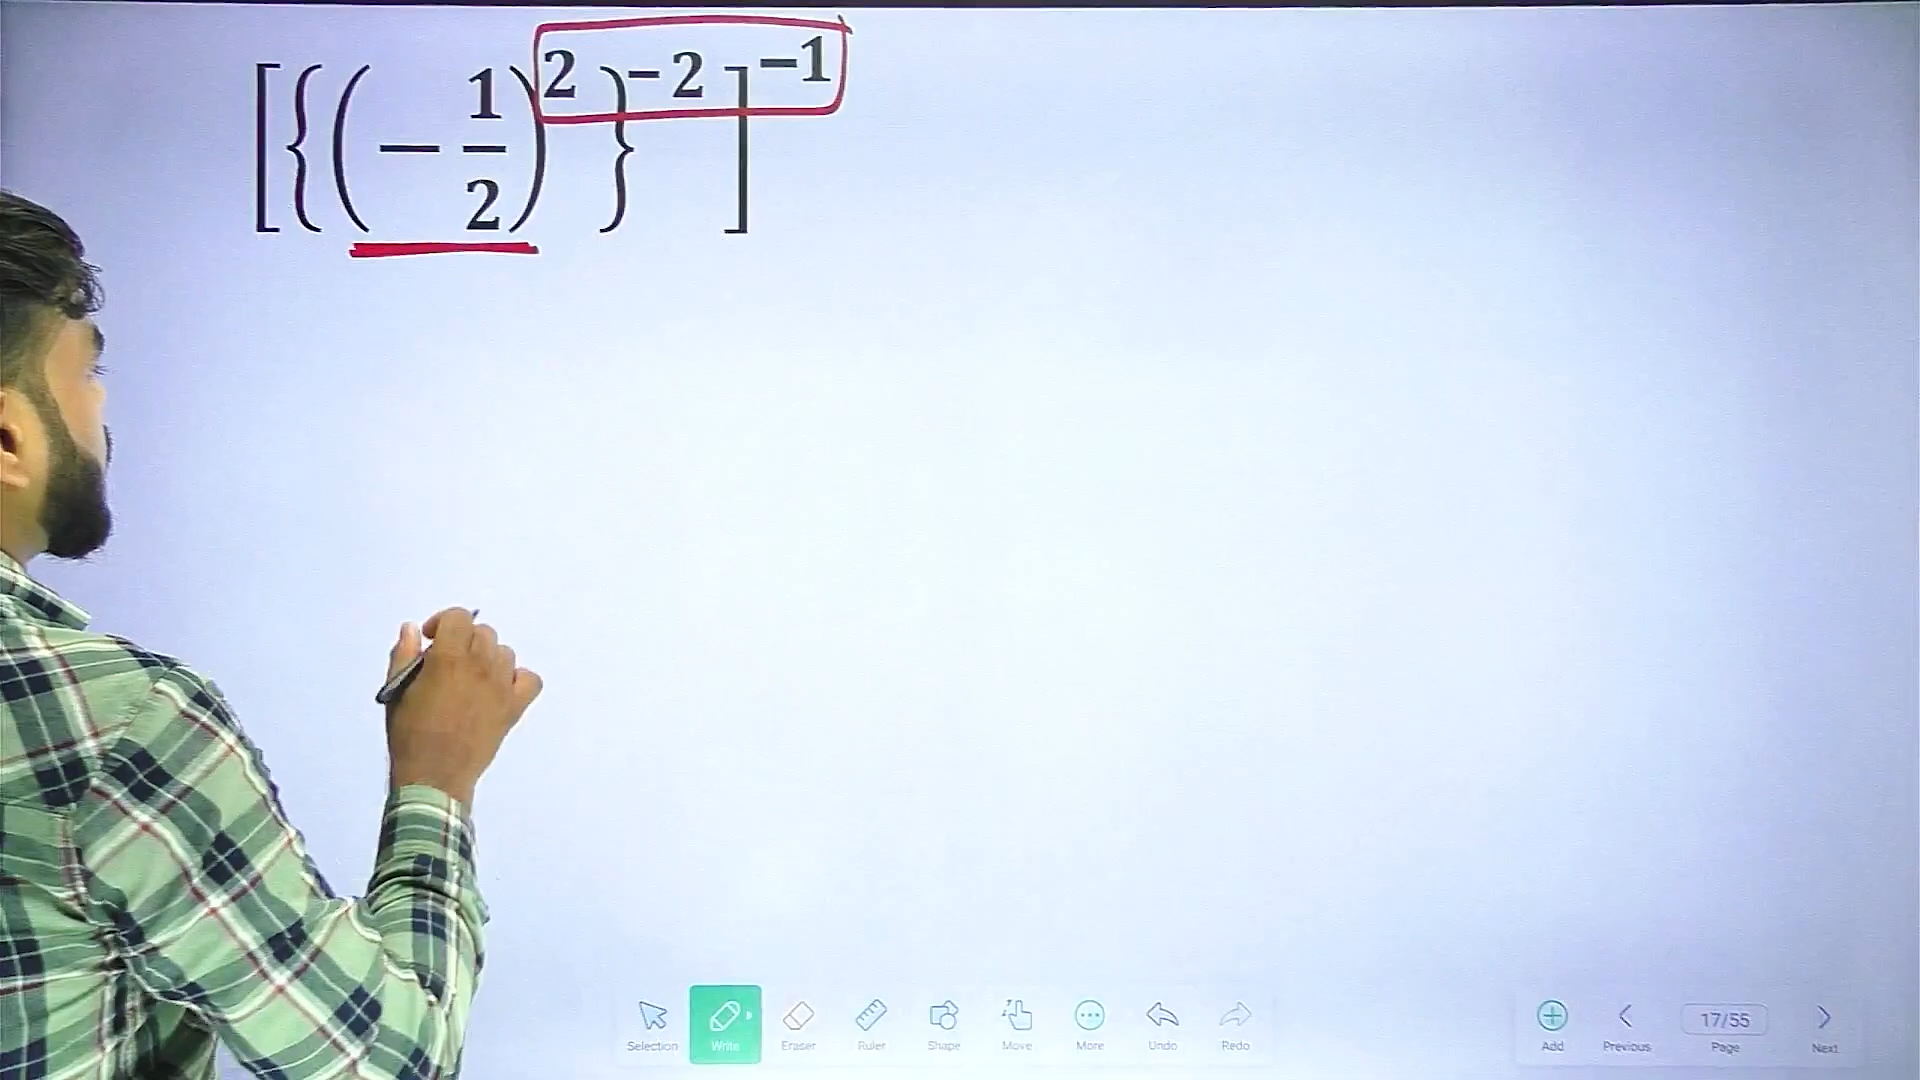 [{(-1/2)^2}^-2]^-1
Selection Write Eraser Ruler Shape Move More Undo Redo
Add Previous 17/55 Page Next